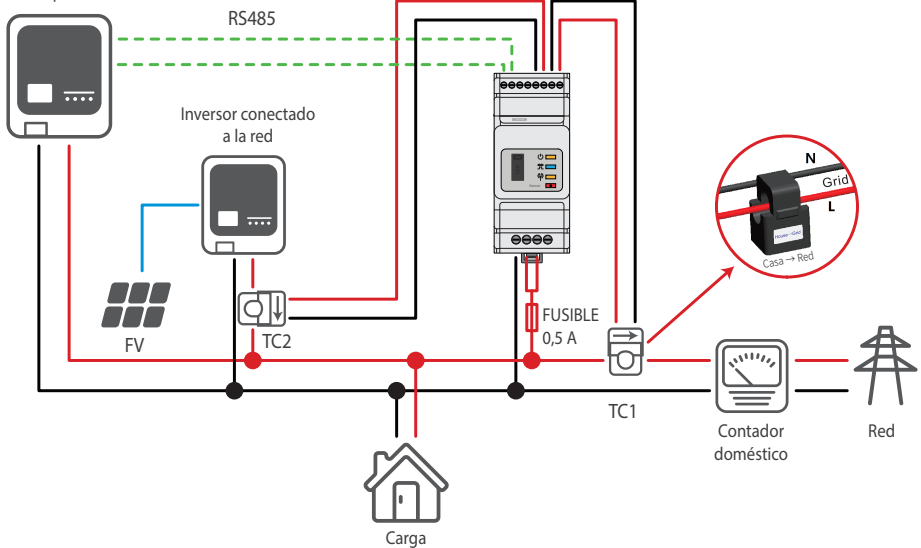 RS485
Inversor conectado
a la red
N
Grid
L
Casa → Red
FUSIBLE
0,5 A
TC2
FV
TC1
Contador
doméstico
Red
Carga